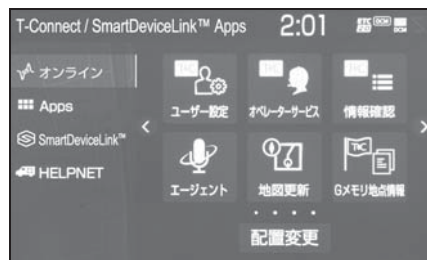 T-Connect / SmartDeviceLink™ Apps 2:01
オンライン
Apps
SmartDeviceLink™
HELPNET
ユーザー設定 オペレーターサービス 情報確認
エージェント 地図更新 Gメモリ地点情報
配置変更